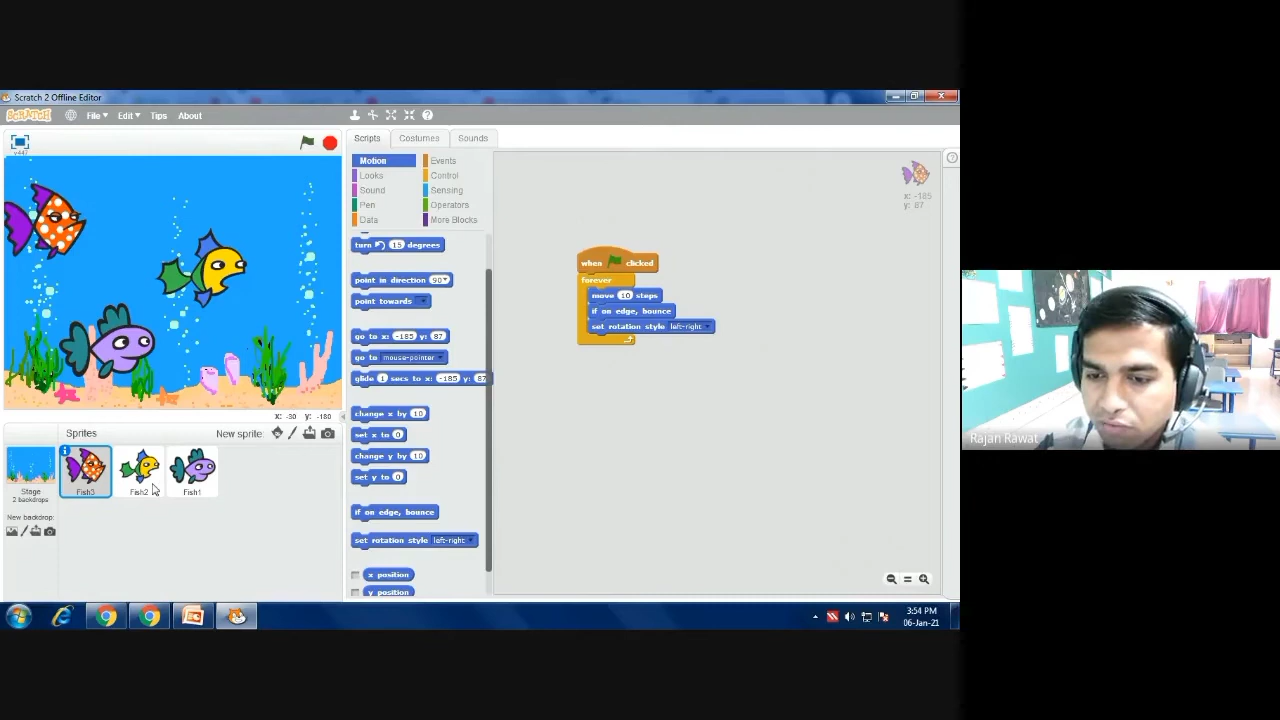 Scratch 2 Offline Editor
SCRATCH File Edit Tips About
v447
Scripts Costumes Sounds
Motion Events
Looks Control
Sound Sensing
Pen Operators
Data More Blocks
x: -185
y: 87
turn 15 degrees
point in direction 90
point towards
go to x: -185 y: 87
go to mouse-pointer
glide 1 secs to x: -185 y: 87
change x by 10
set x to 0
change y by 10
set y to 0
if on edge, bounce
set rotation style left-right
x position
y position
when clicked
forever
move 10 steps
if on edge, bounce
set rotation style left-right
x: -30 y: -180
Sprites New sprite:
Stage
2 backdrops
New backdrop:
Fish3 Fish2 Fish1
3:54 PM
06-Jan-21
Rajan Rawat